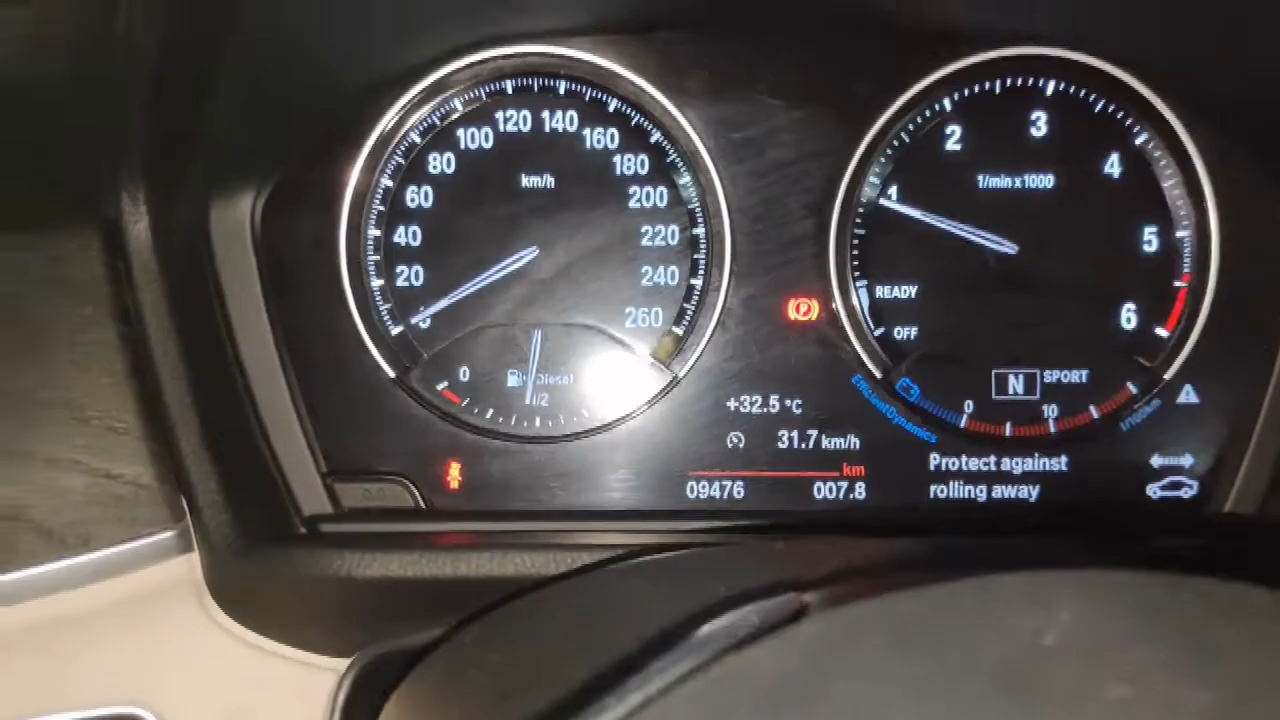 20
40
60
80
100
120
140
160
180
200
220
240
260
km/h
0
Diesel
1/2
+32.5 °C
31.7 km/h
km
09476 007.8
1
2
3
4
5
6
1/min x 1000
READY
OFF
N SPORT
0
10
EfficientDynamics
l/100km
Protect against
rolling away
P